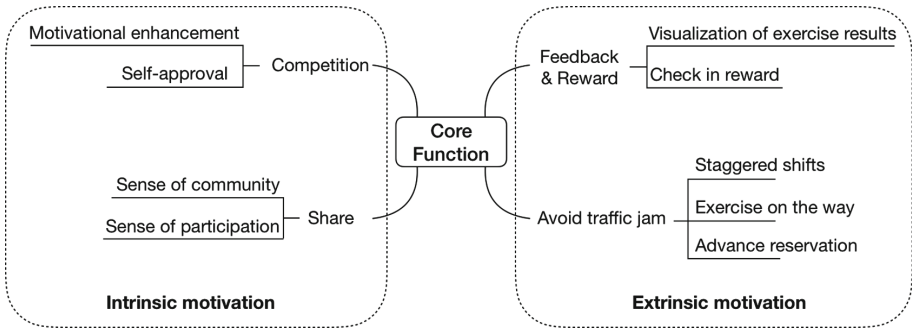 Motivational enhancement
Self-approval
Competition
Sense of community
Sense of participation
Share
Intrinsic motivation
Core
Function
Feedback
& Reward
Visualization of exercise results
Check in reward
Avoid traffic jam
Staggered shifts
Exercise on the way
Advance reservation
Extrinsic motivation